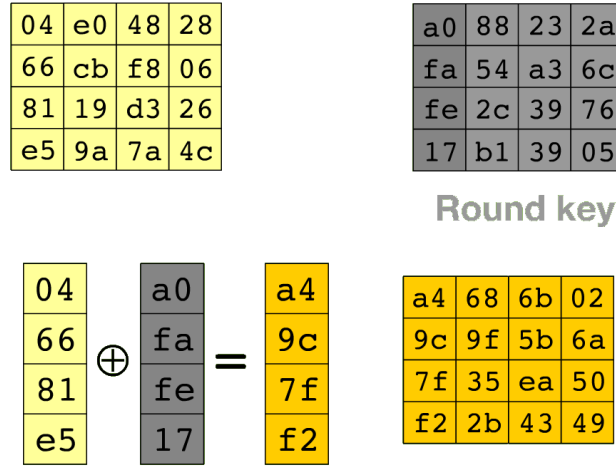 04 e0 48 28
66 cb f8 06
81 19 d3 26
e5 9a 7a 4c
a0 88 23 2a
fa 54 a3 6c
fe 2c 39 76
17 b1 39 05
Round key
04
66
81
e5
⊕
a0
fa
fe
17
=
a4
9c
7f
f2
a4 68 6b 02
9c 9f 5b 6a
7f 35 ea 50
f2 2b 43 49